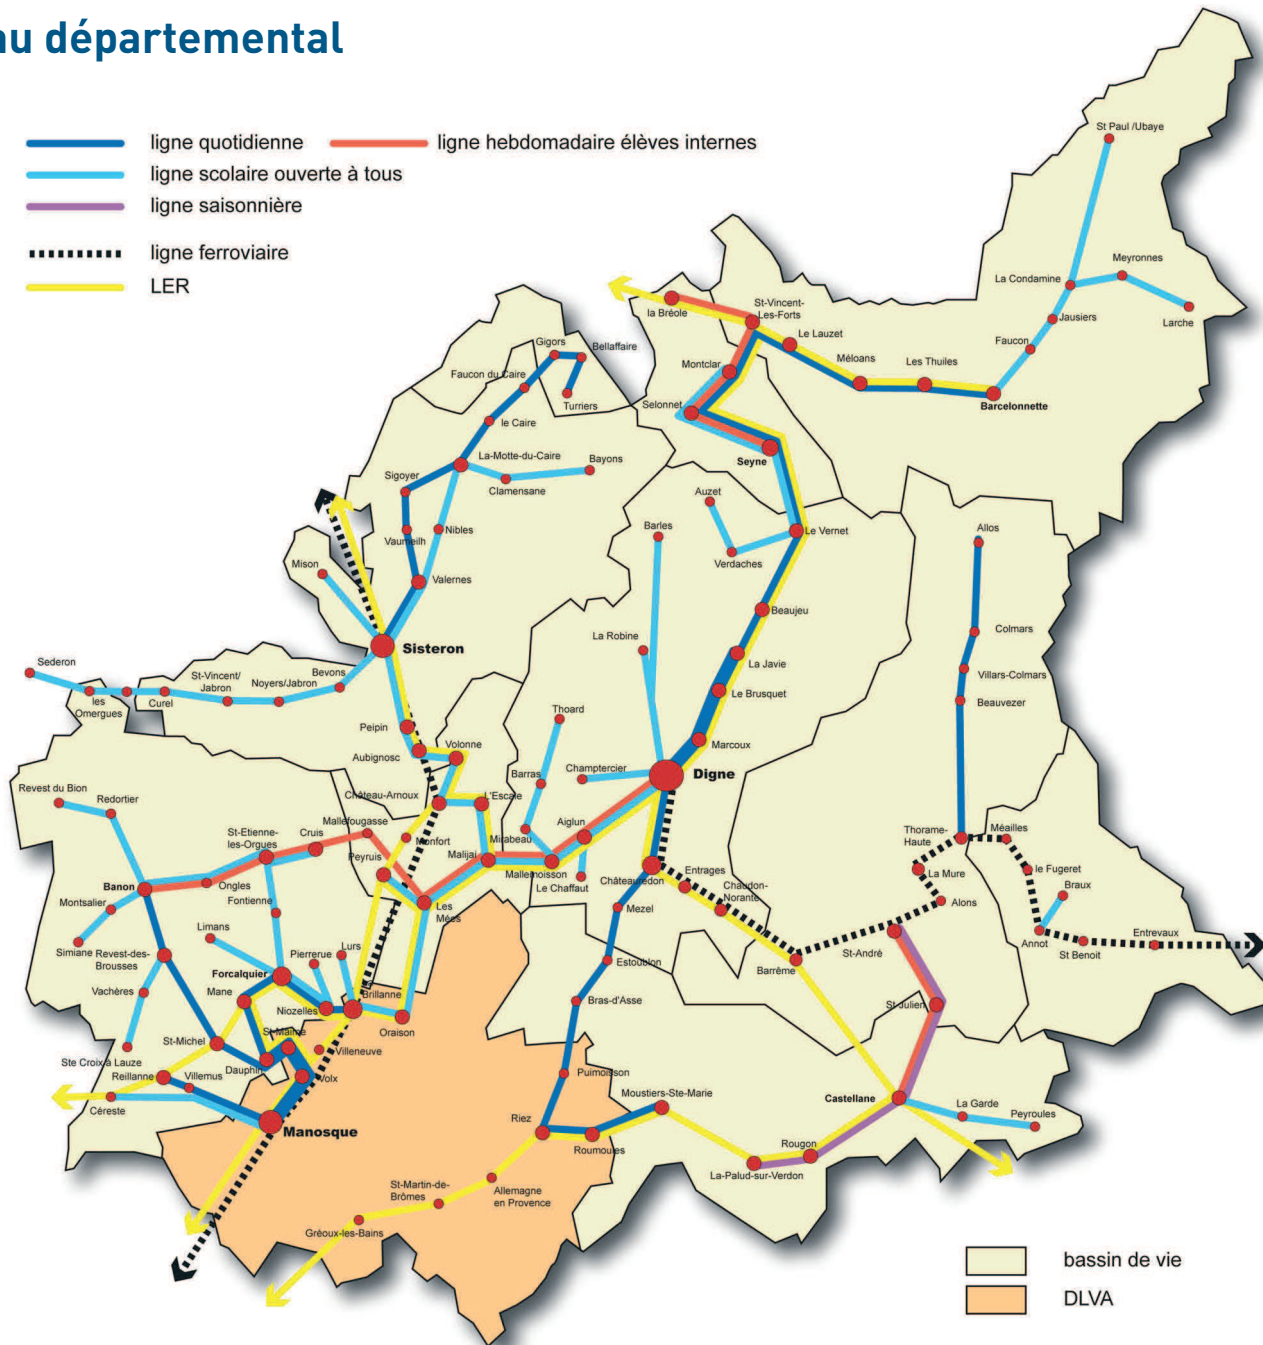 au départemental
ligne quotidienne
ligne hebdomadaire élèves internes
ligne scolaire ouverte à tous
ligne saisonnière
ligne ferroviaire
LER
St Paul /Ubaye
Meyronnes
La Condamine
Larche
Jausiers
Faucon
la Bréole
St-Vincent-
Les-Forts
Le Lauzet
Méloans
Les Thuiles
Barcelonnette
Montclar
Selonnet
Seyne
Gigors
Bellaffaire
Faucon du Caire
Turriers
le Caire
La-Motte-du-Caire
Bayons
Clamensane
Sigoyer
Vaumeilh
Nibles
Valernes
Mison
Sisteron
Auzet
Le Vernet
Barles
Verdaches
Allos
Beaujeu
Colmars
La Robine
La Javie
Villars-Colmars
Le Brusquet
Beauvezer
Sederon
les
Omergues
Curel
St-Vincent/
Jabron
Noyers/Jabron
Bevons
Peipin
Aubignosc
Volonne
Thoard
Marcoux
Champtercier
Digne
Barras
Château-Arnoux
L'Escale
Revest du Bion
Redortier
Mallefougasse
Monfort
Mirabeau
Aiglun
St-Etienne-
les-Orgues
Cruis
Peyruis
Malijai
Mallemoisson
Le Chaffaut
Châteauredon
Entrages
Chaudon-
Norante
Thorame-
Haute
Méailles
La Mure
le Fugeret
Braux
Alons
Annot
St Benoit
Entrevaux
Banon
Ongles
Fontienne
Montsalier
Limans
Les
Mées
Mezel
Simiane
Revest-des-
Brousses
Pierrerue
Lurs
Estoublon
Barrême
St-André
Forcalquier
Vachères
Mane
Brillanne
Niozelles
Oraison
Bras-d'Asse
St-Julien
St-Michel
St-Maime
Villeneuve
Ste Croix à Lauze
Dauphin
Volx
Reillanne
Villemus
Puimoisson
Céreste
Moustiers-Ste-Marie
Castellane
La Garde
Peyroules
Manosque
Riez
Roumoules
Rougon
La-Palud-sur-Verdon
St-Martin-de-
Brômes
Allemagne
en Provence
Gréoux-les-Bains
bassin de vie
DLVA